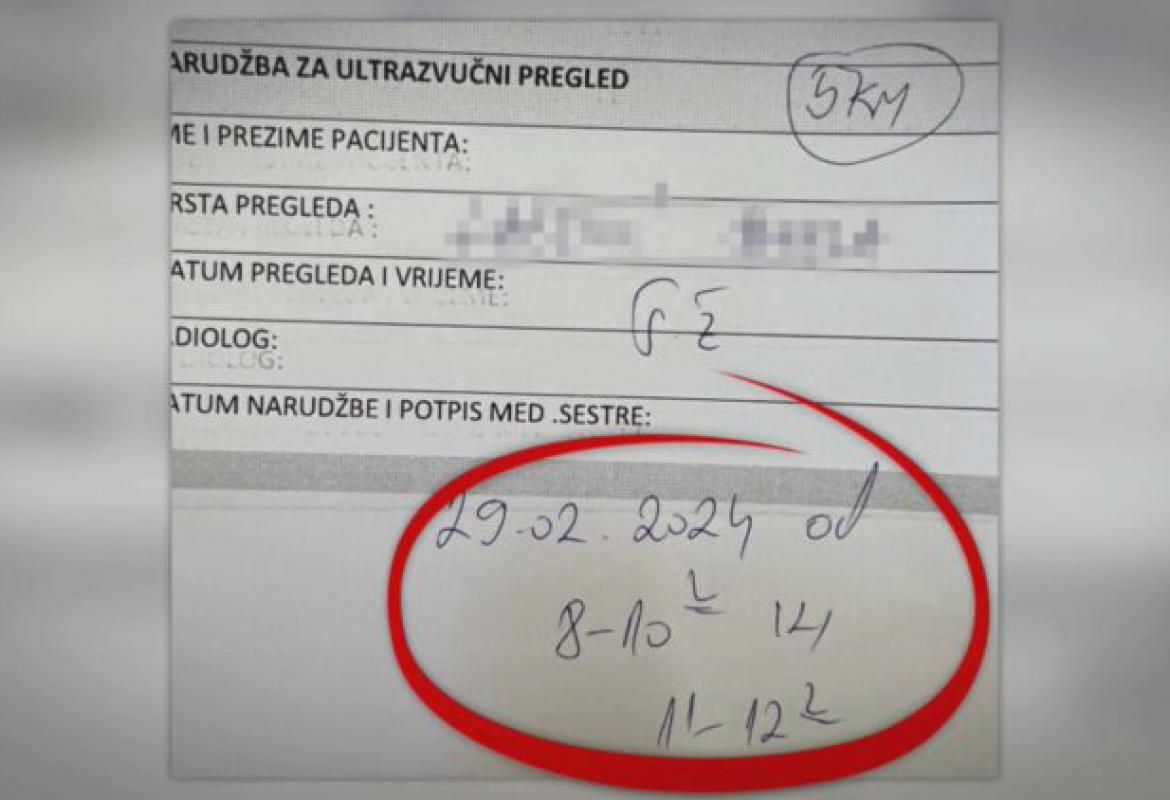 ARUDŽBA ZA ULTRAZVUČNI PREGLED
5KM
ME I PREZIME PACIJENTA:
RSTA PREGLEDA :
ATUM PREGLEDA I VRIJEME:
DIOLOG:
ATUM NARUDŽBE I POTPIS MED .SESTRE:
29.02.2024 od
8-10 14
11-12